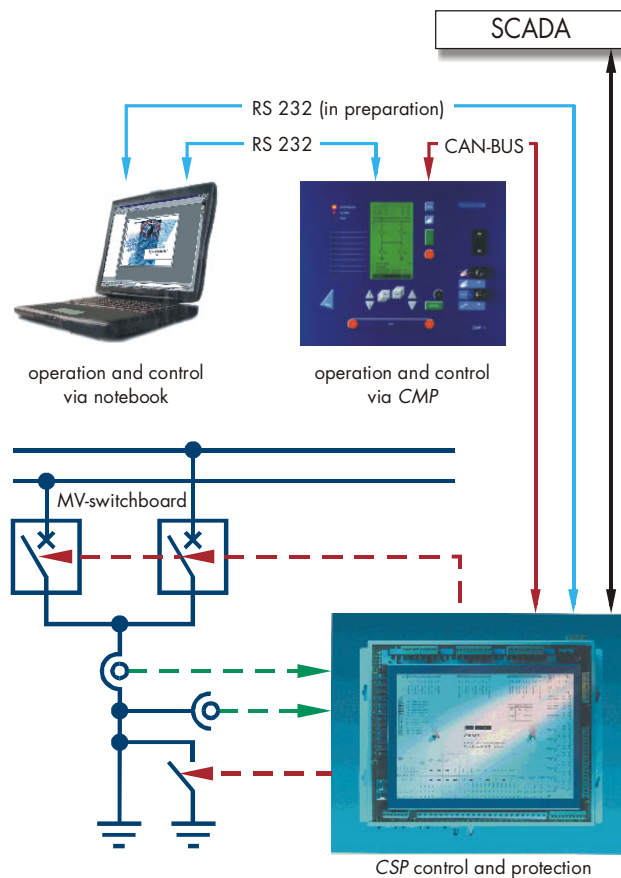 SCADA
RS 232 (in preparation)
RS 232
CAN-BUS
operation and control
via notebook
operation and control
via CMP
MV-switchboard
CSP control and protection